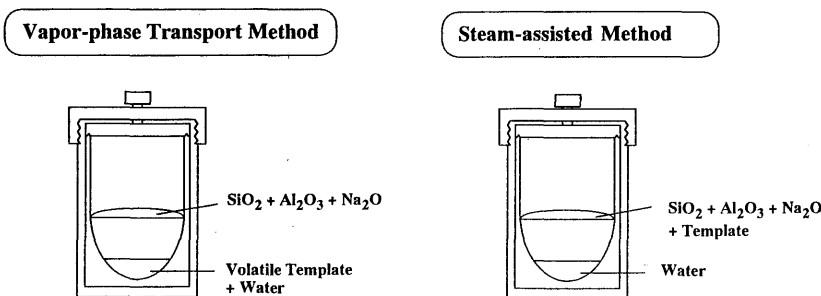 Vapor-phase Transport Method
SiO₂ + Al₂O₃ + Na₂O
Volatile Template
+ Water
Steam-assisted Method
SiO₂ + Al₂O₃ + Na₂O
+ Template
Water